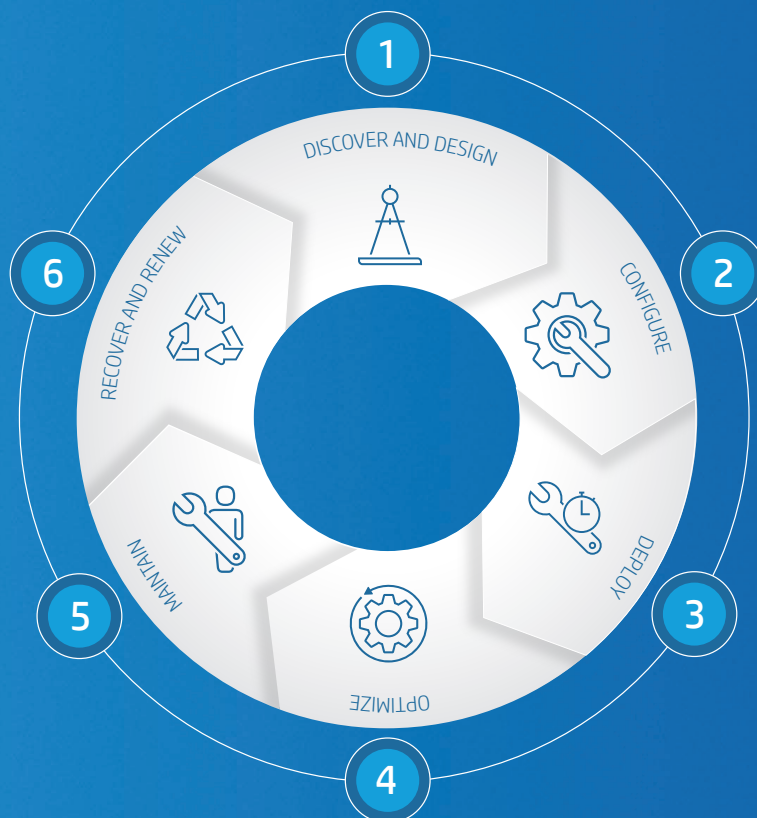 1
DISCOVER AND DESIGN
2
CONFIGURE
3
DEPLOY
4
OPTIMIZE
5
MAINTAIN
6
RECOVER AND RENEW